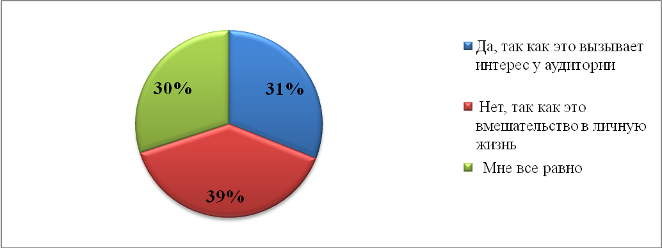 30%
31%
39%
Да, так как это вызывает
интерес у аудитории
Нет, так как это
вмешательство в личную
жизнь
Мне все равно